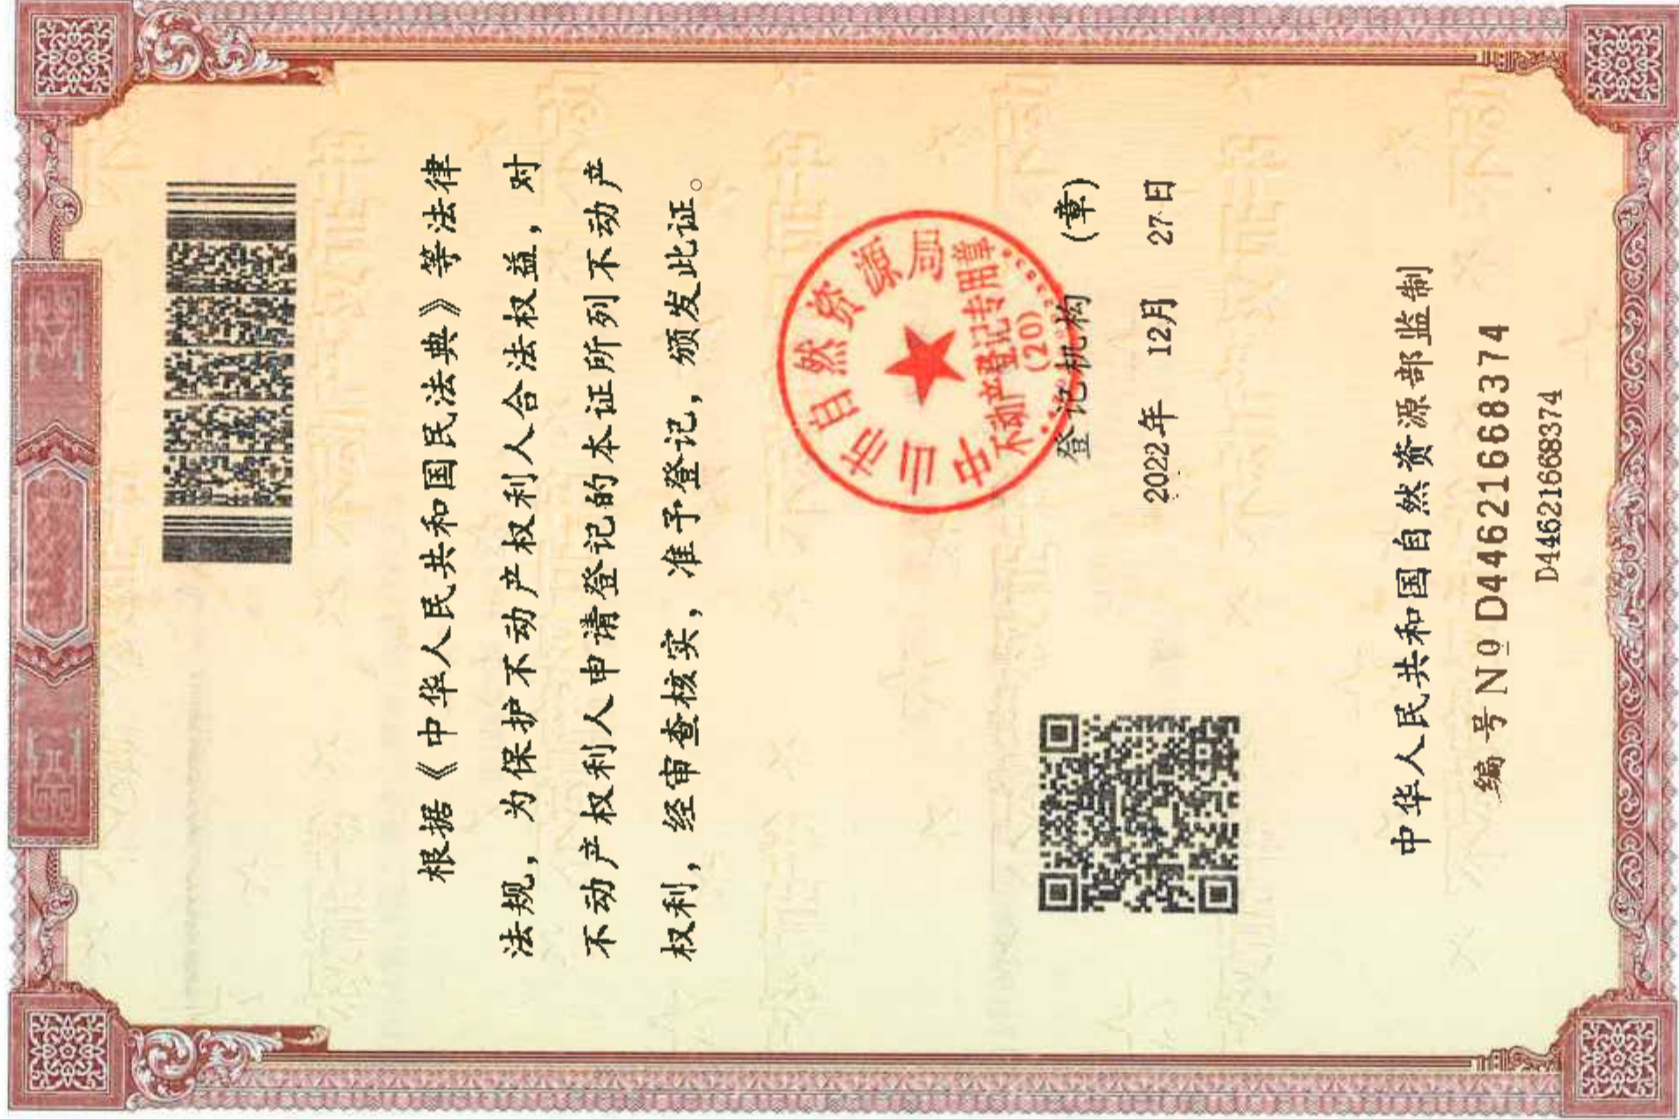 根据《中华人民共和国民法典》等法律
法规，为保护不动产权利人合法权益，对
不动产权利人申请登记的本证所列不动产
权利，经审查核实，准予登记，颁发此证。
中山市自然资源局
不动产登记专用章
(20)
登记机构 (章)
2022年 12月 27日
中华人民共和国自然资源部监制
编号 № D44621668374
D44621668374